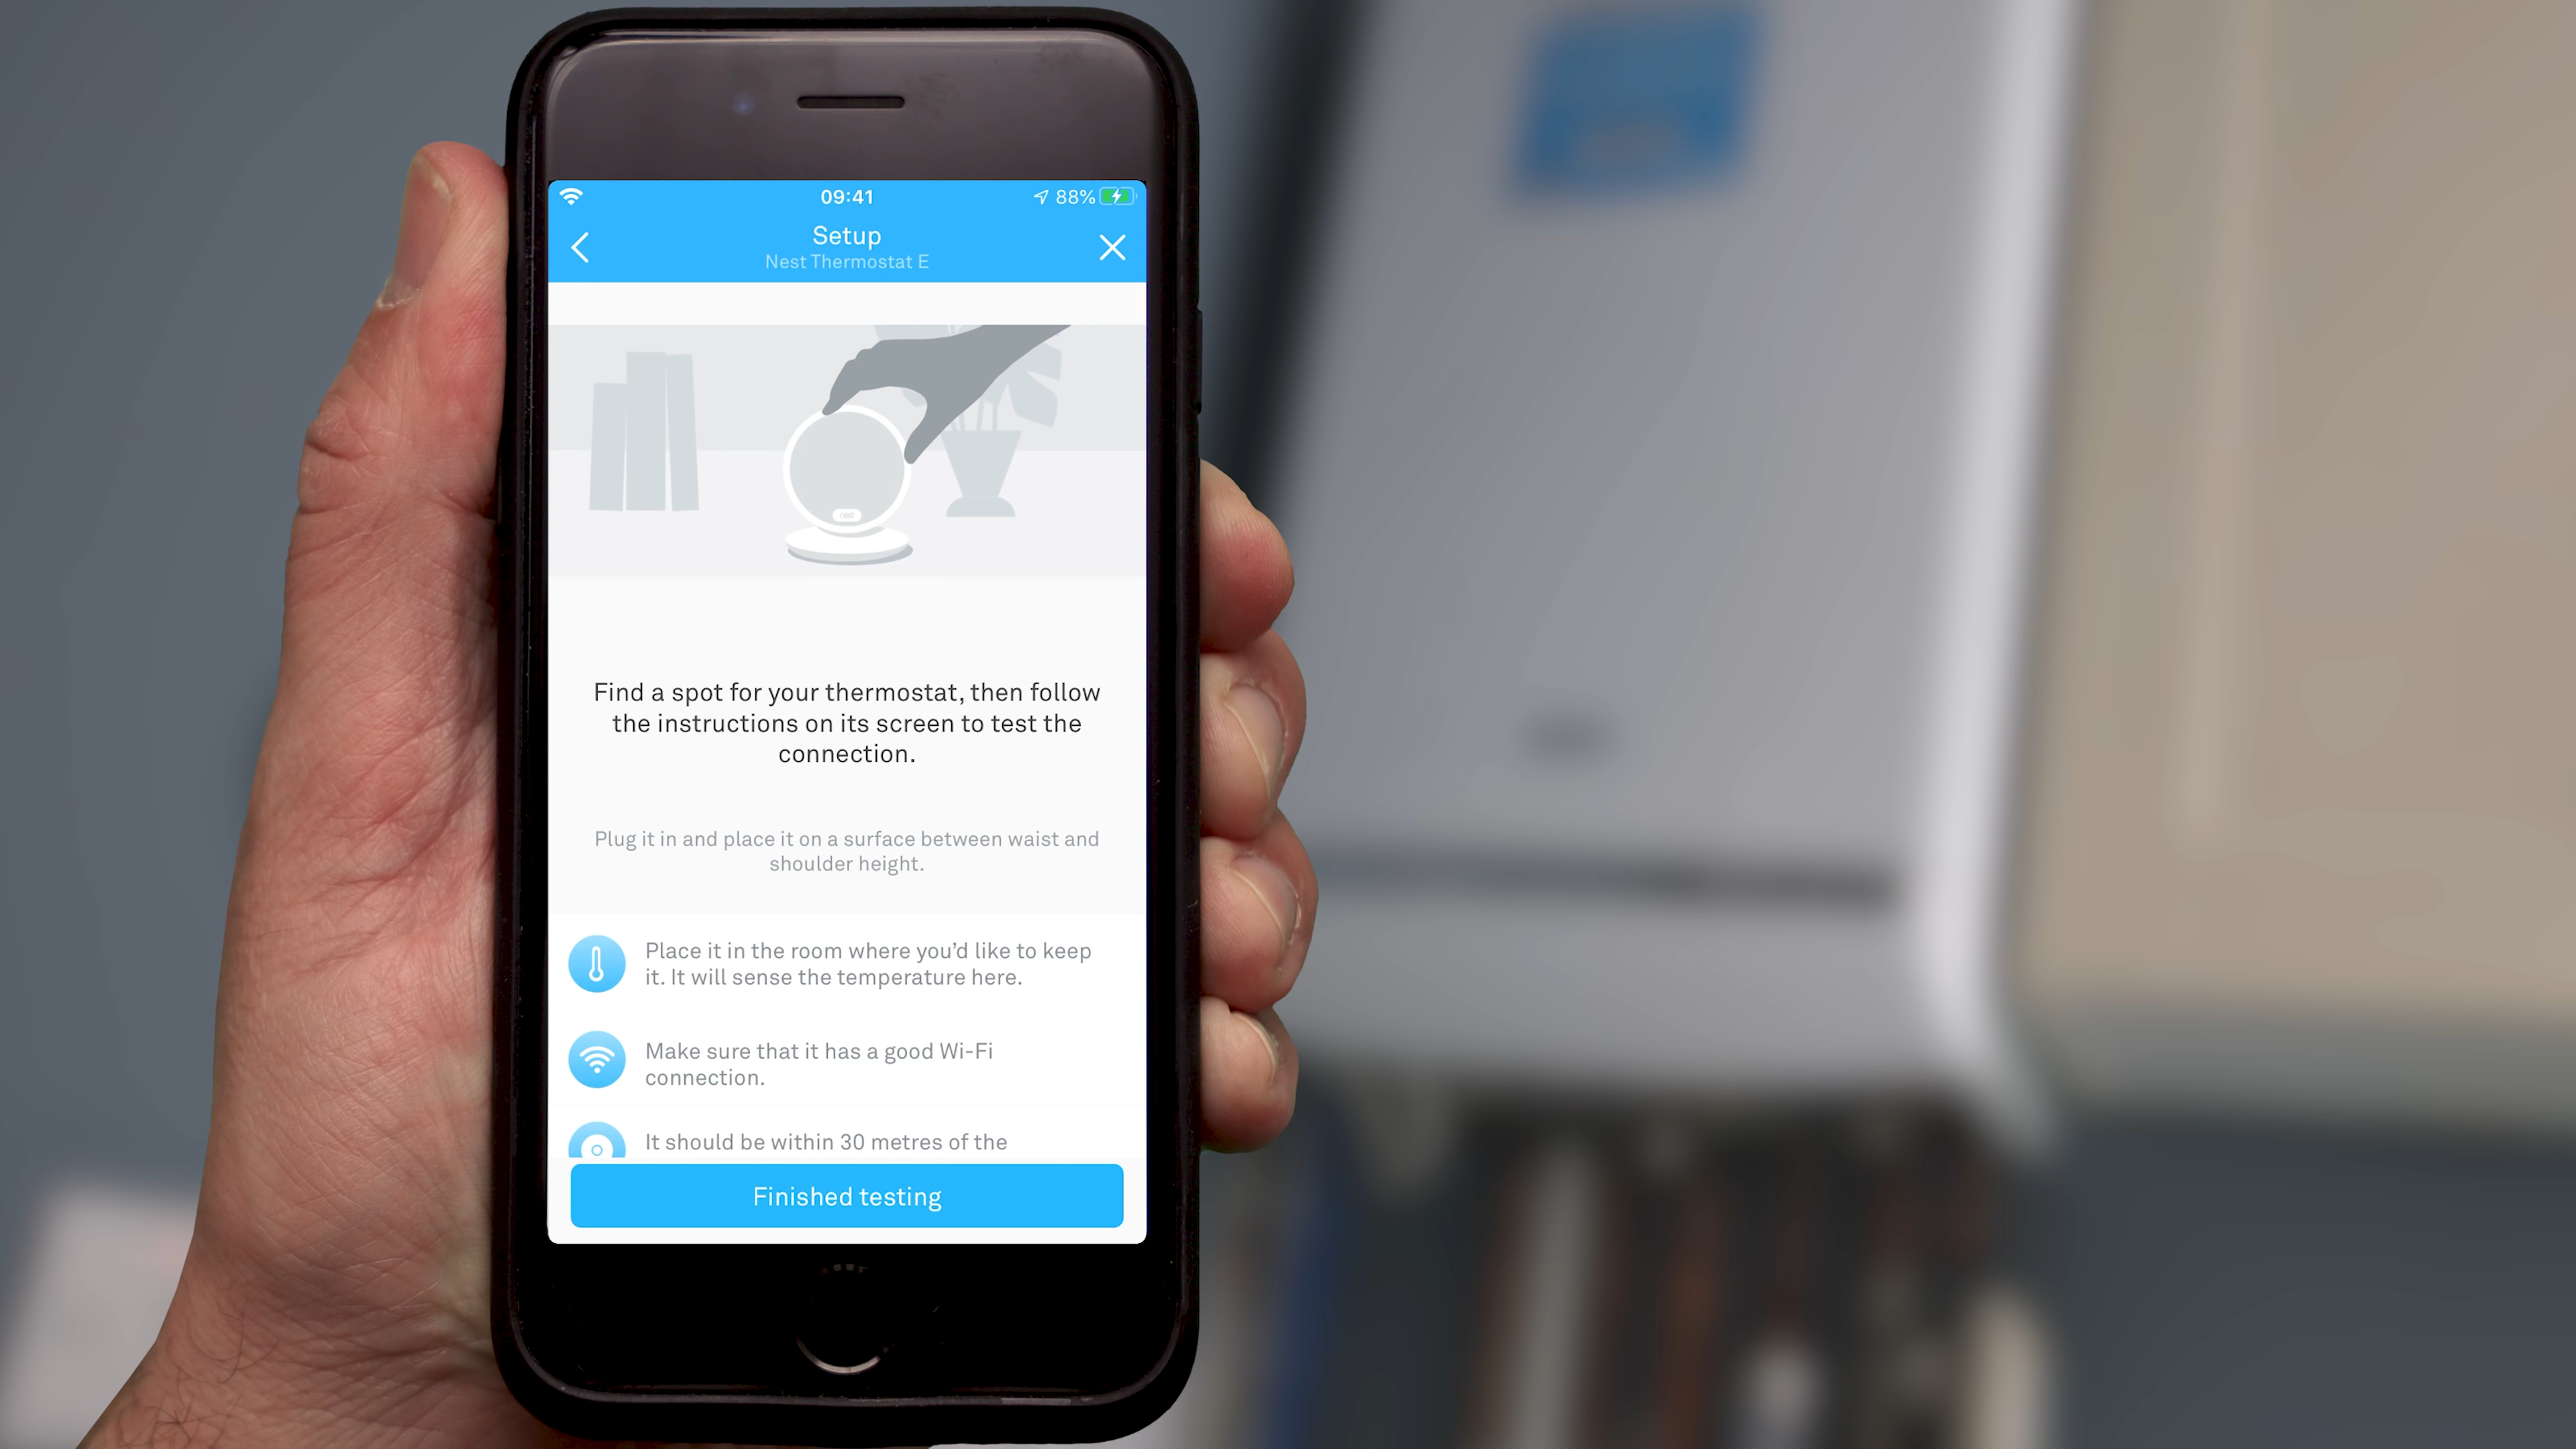 09:41
88%
Setup
Nest Thermostat E
nest
Find a spot for your thermostat, then follow
the instructions on its screen to test the
connection.
Plug it in and place it on a surface between waist and
shoulder height.
Place it in the room where you’d like to keep
it. It will sense the temperature here.
Make sure that it has a good Wi-Fi
connection.
It should be within 30 metres of the
Finished testing